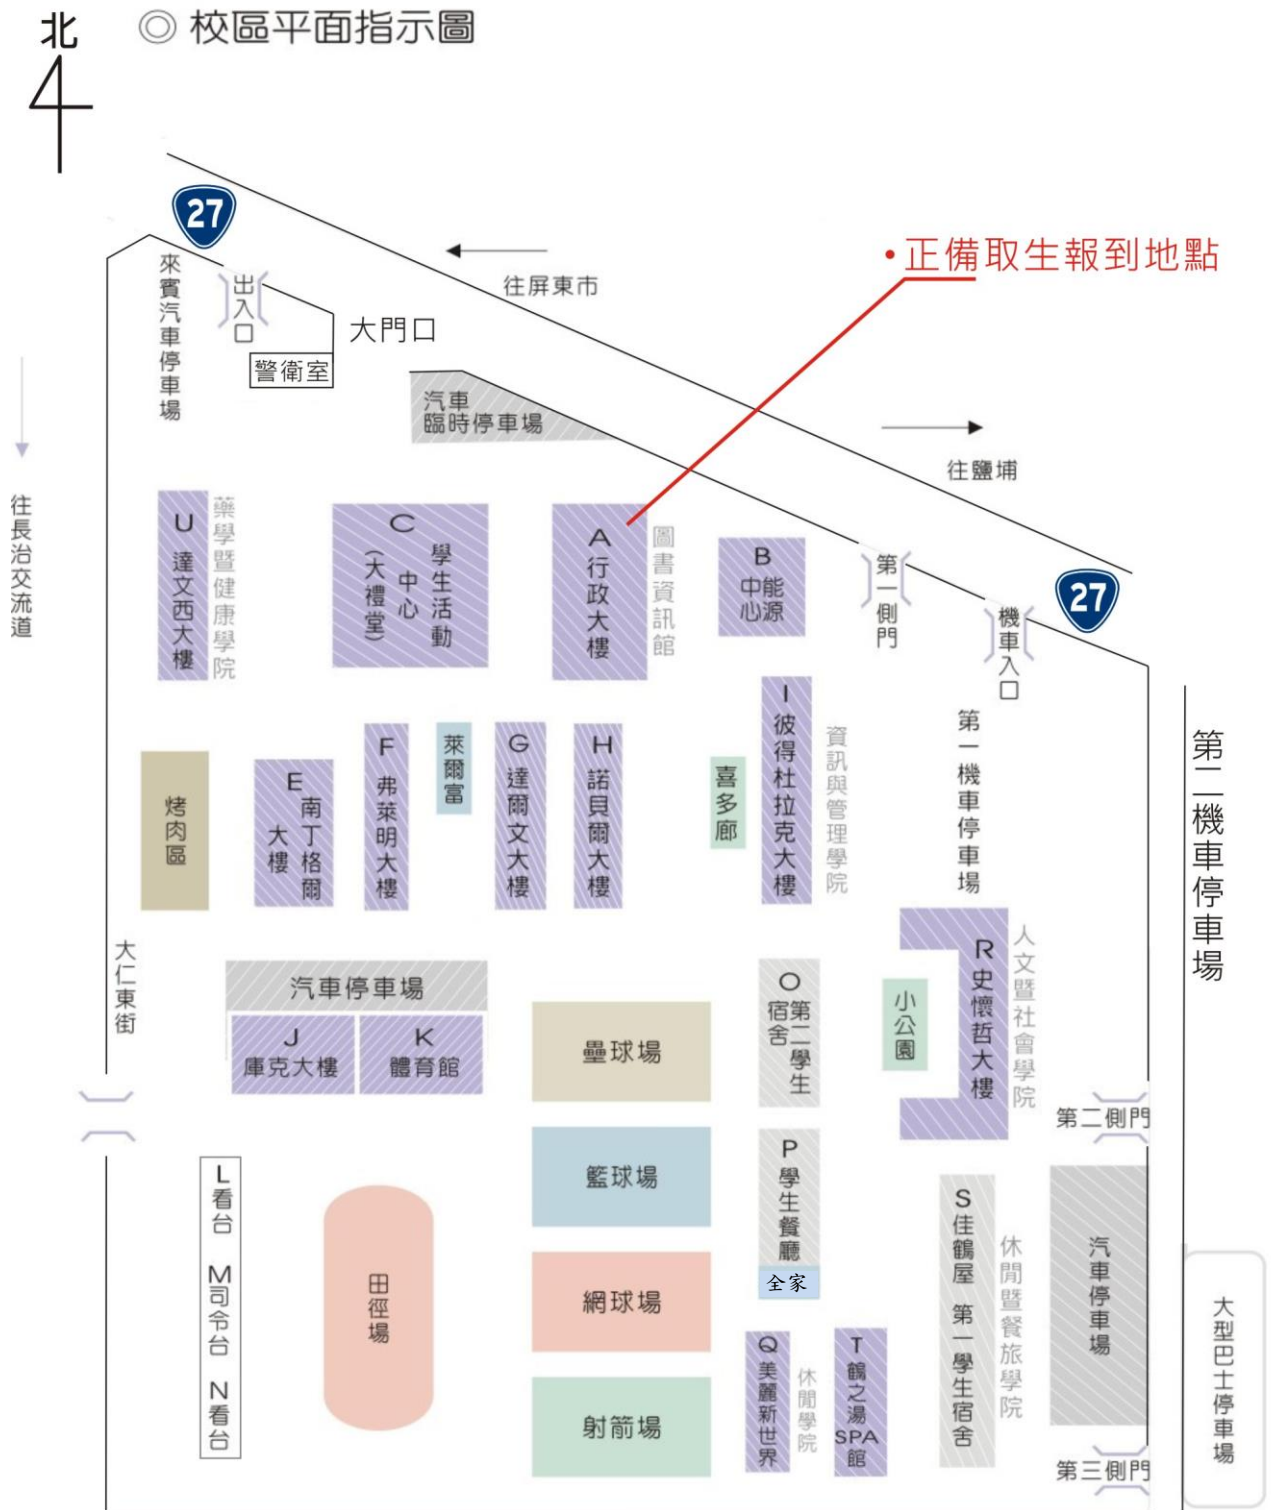 北
◎ 校區平面指示圖
27
• 正備取生報到地點
往屏東市
來賓汽車停車場
出入口
大門口
警衛室
汽車
臨時停車場
往鹽埔
往長治交流道
U 達文西大樓
藥學暨健康學院
C 學生活動
中心
(大禮堂)
A 行政大樓
圖書資訊館
B
中能
心源
第一側門
27
機車入口
I 彼得杜拉克大樓
資訊與管理學院
第一機車停車場
第二機車停車場
烤肉區
E 南丁格爾
大樓
F 弗萊明大樓
萊爾富
G 達爾文大樓
H 諾貝爾大樓
喜多廊
大仁東街
汽車停車場
J
庫克大樓
K
體育館
壘球場
O 第二學生
宿舍
小公園
R 史懷哲大樓
人文暨社會學院
第二側門
籃球場
P 學生餐廳
全家
L看台
M司令台
N看台
田徑場
網球場
射箭場
Q 美麗新世界
休閒學院
T 鶴之湯
SPA
館
S 佳鶴屋 第一學生宿舍
休閒暨餐旅學院
汽車停車場
第三側門
大型巴士停車場